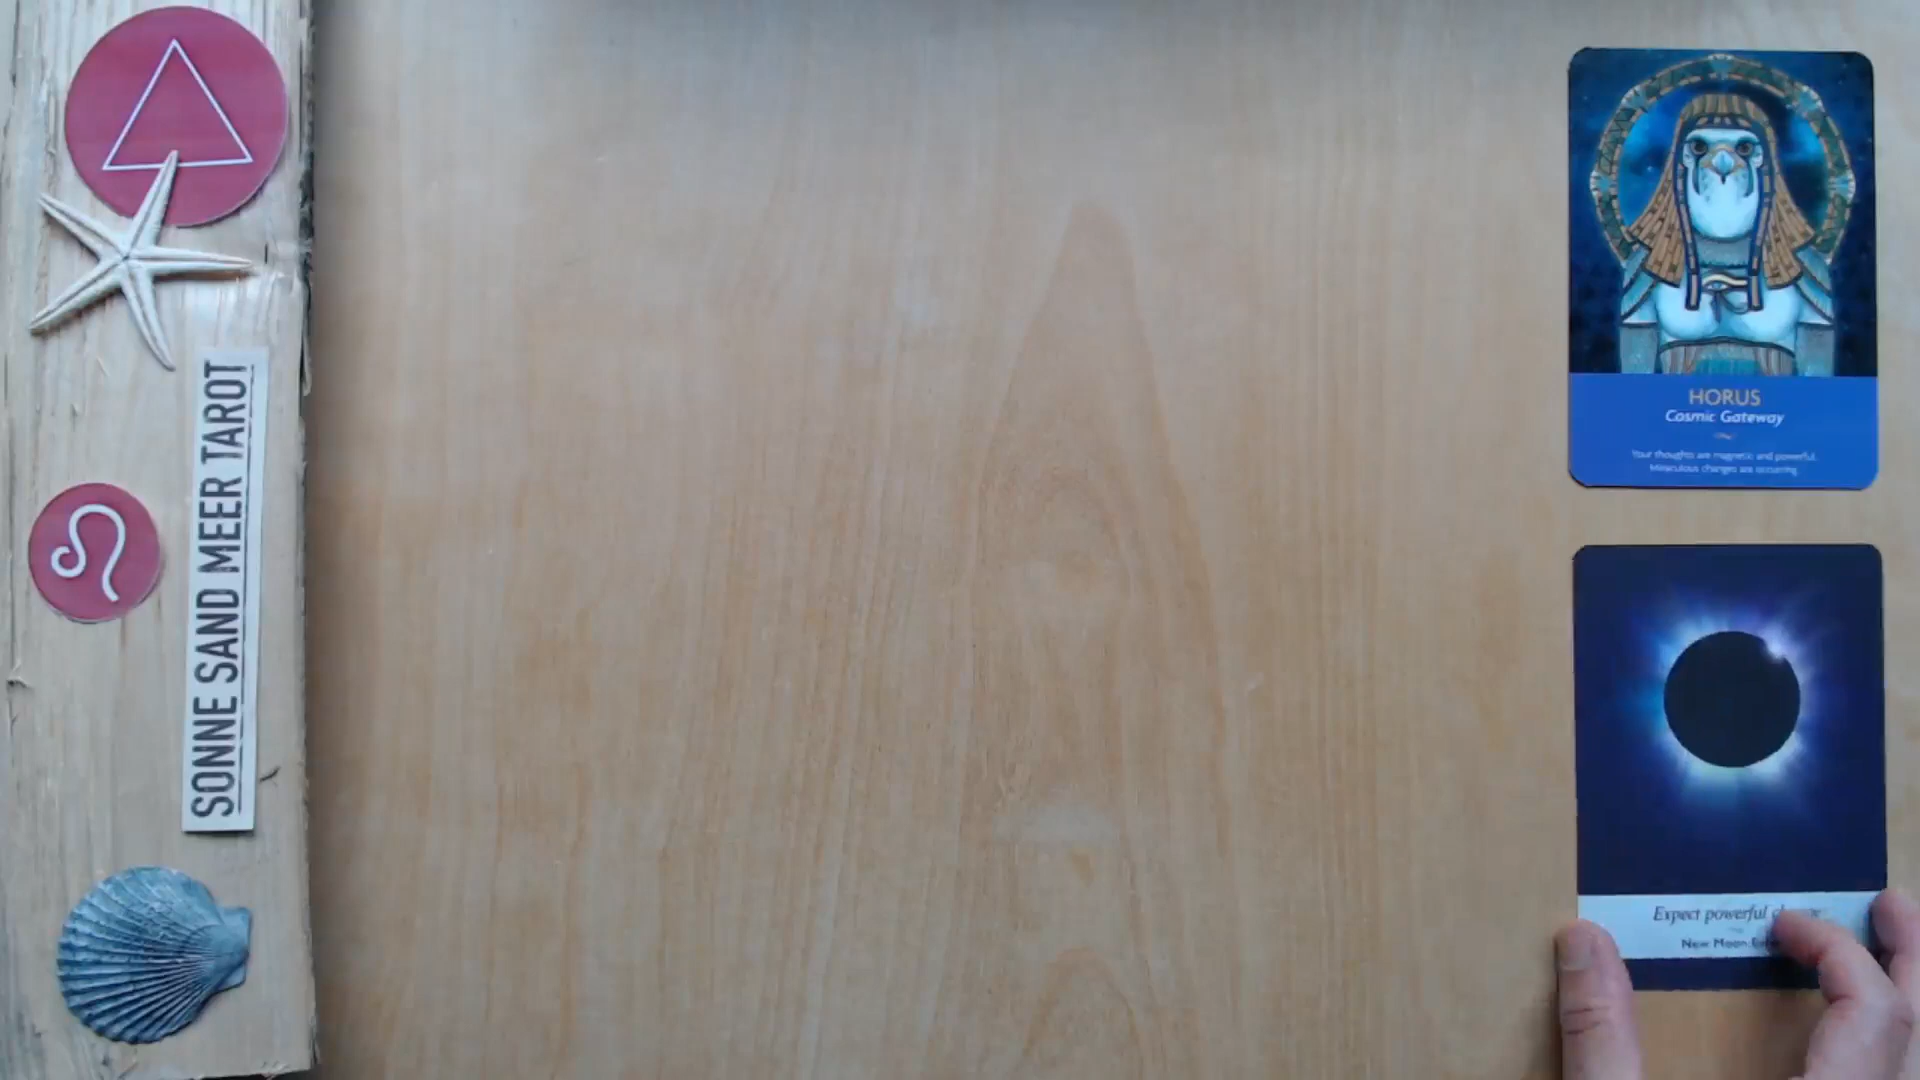 SONNE SAND MEER TAROT
HORUS
Cosmic Gateway
Your thoughts are magnetic and powerful.
Miraculous changes are occurring.
Expect powerful
New Moon